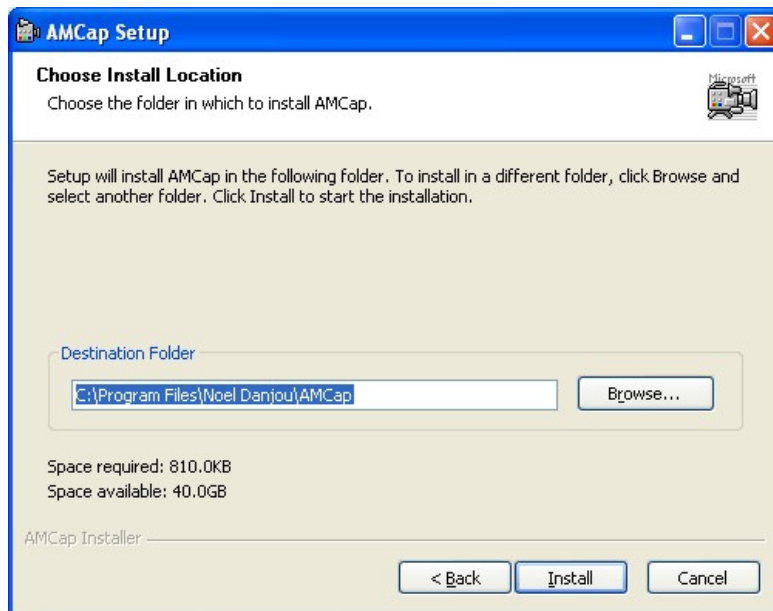 AMCap Setup
Choose Install Location
Choose the folder in which to install AMCap.
Microsoft
Setup will install AMCap in the following folder. To install in a different folder, click Browse and
select another folder. Click Install to start the installation.
Destination Folder
C:\Program Files\Noel Danjou\AMCap
Browse...
Space required: 810.0KB
Space available: 40.0GB
AMCap Installer
< Back
Install
Cancel